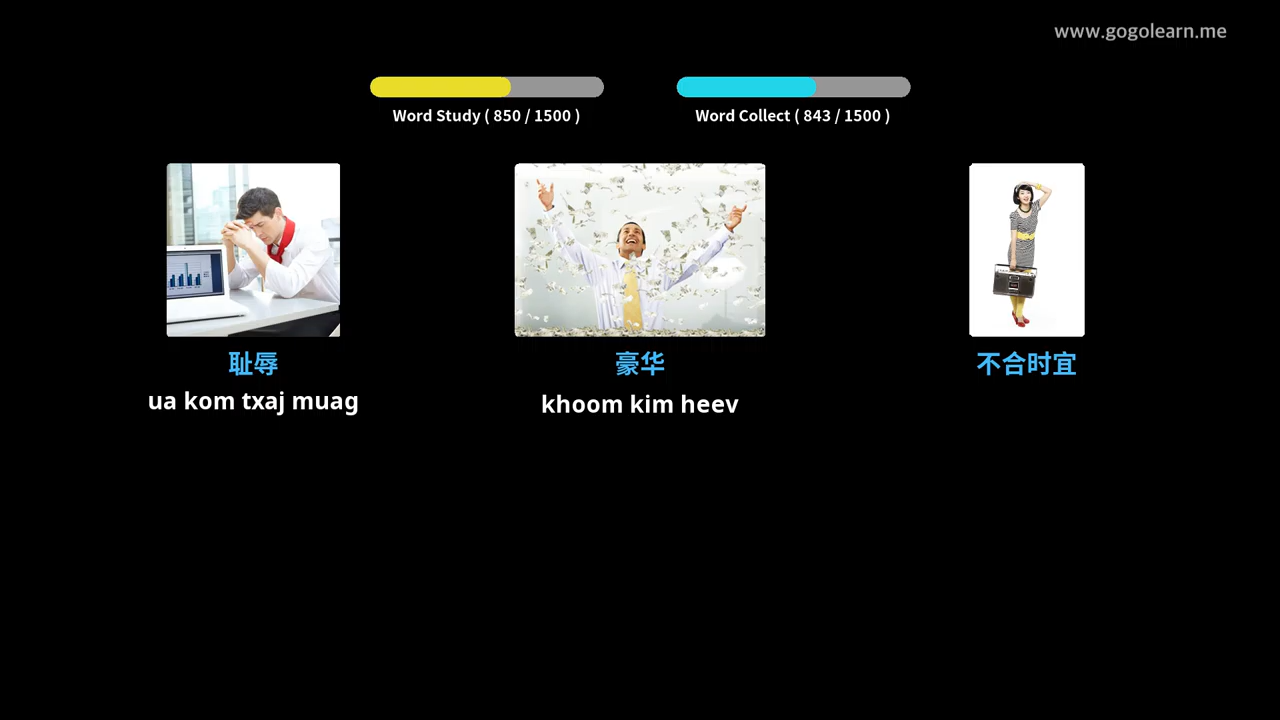 www.gogolearn.me
Word Study ( 850 / 1500 )
Word Collect ( 843 / 1500 )
耻辱
豪华
不合时宜
ua kom txaj muag
khoom kim heev